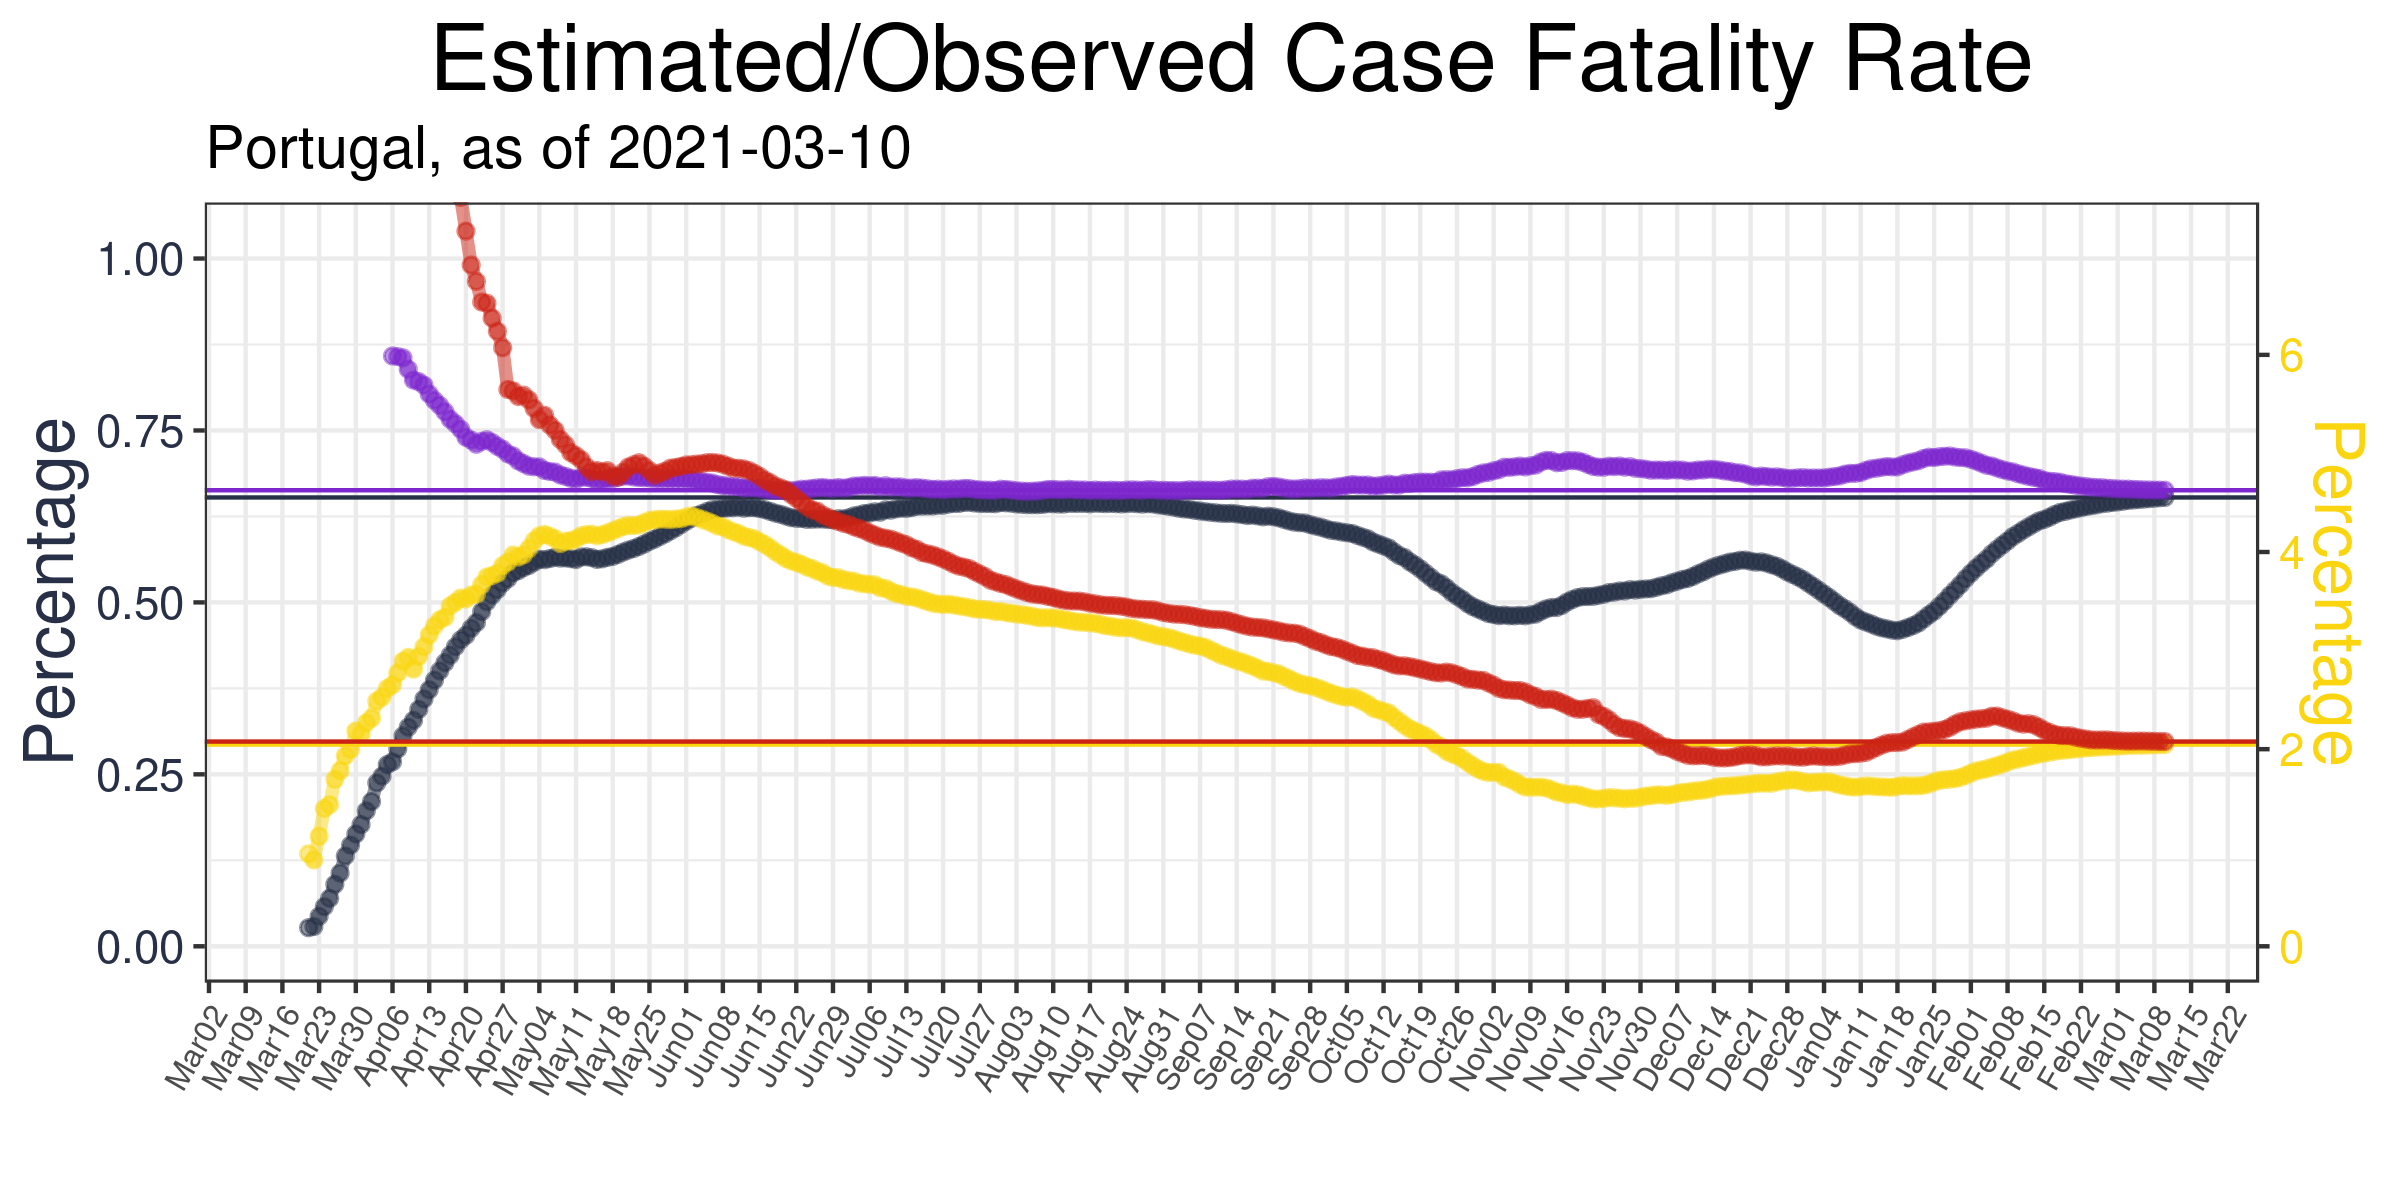 Estimated/Observed Case Fatality Rate
Portugal, as of 2021-03-10
Percentage
1.00
0.75
0.50
0.25
0.00
6
4
2
0
Percentage
Mar02 Mar09 Mar16 Mar23 Mar30 Apr06 Apr13 Apr20 Apr27 May04 May11 May18 May25 Jun01 Jun08 Jun15 Jun22 Jun29 Jul06 Jul13 Jul20 Jul27 Aug03 Aug10 Aug17 Aug24 Aug31 Sep07 Sep14 Sep21 Sep28 Oct05 Oct12 Oct19 Oct26 Nov02 Nov09 Nov16 Nov23 Nov30 Dec07 Dec14 Dec21 Dec28 Jan04 Jan11 Jan18 Jan25 Feb01 Feb08 Feb15 Feb22 Mar01 Mar08 Mar15 Mar22